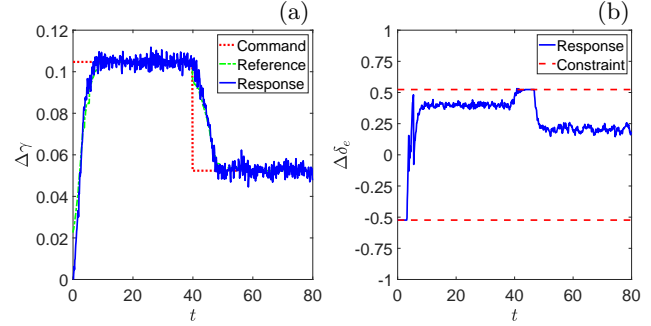 (a)
0.12
0.1
0.08
0.06
0.04
0.02
0
Δγ
0 20 40 60 80
t
Command
Reference
Response
(b)
1
0.75
0.5
0.25
0
-0.25
-0.5
-0.75
-1
Δδe
0 20 40 60 80
t
Response
Constraint